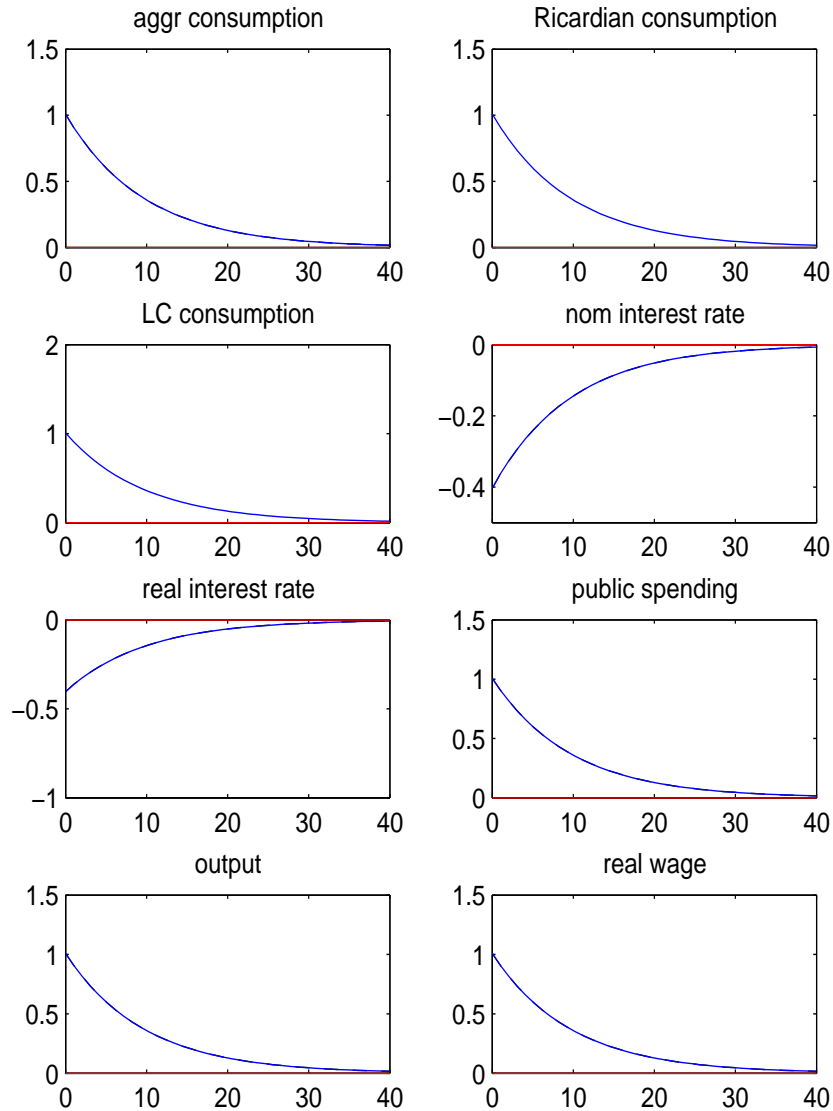 aggr consumption
1.5
1
0.5
0
0 10 20 30 40
Ricardian consumption
1.5
1
0.5
0
0 10 20 30 40
LC consumption
2
1
0
0 10 20 30 40
nom interest rate
0
−0.2
−0.4
0 10 20 30 40
real interest rate
0
−0.5
−1
0 10 20 30 40
public spending
1.5
1
0.5
0
0 10 20 30 40
output
1.5
1
0.5
0
0 10 20 30 40
real wage
1.5
1
0.5
0
0 10 20 30 40